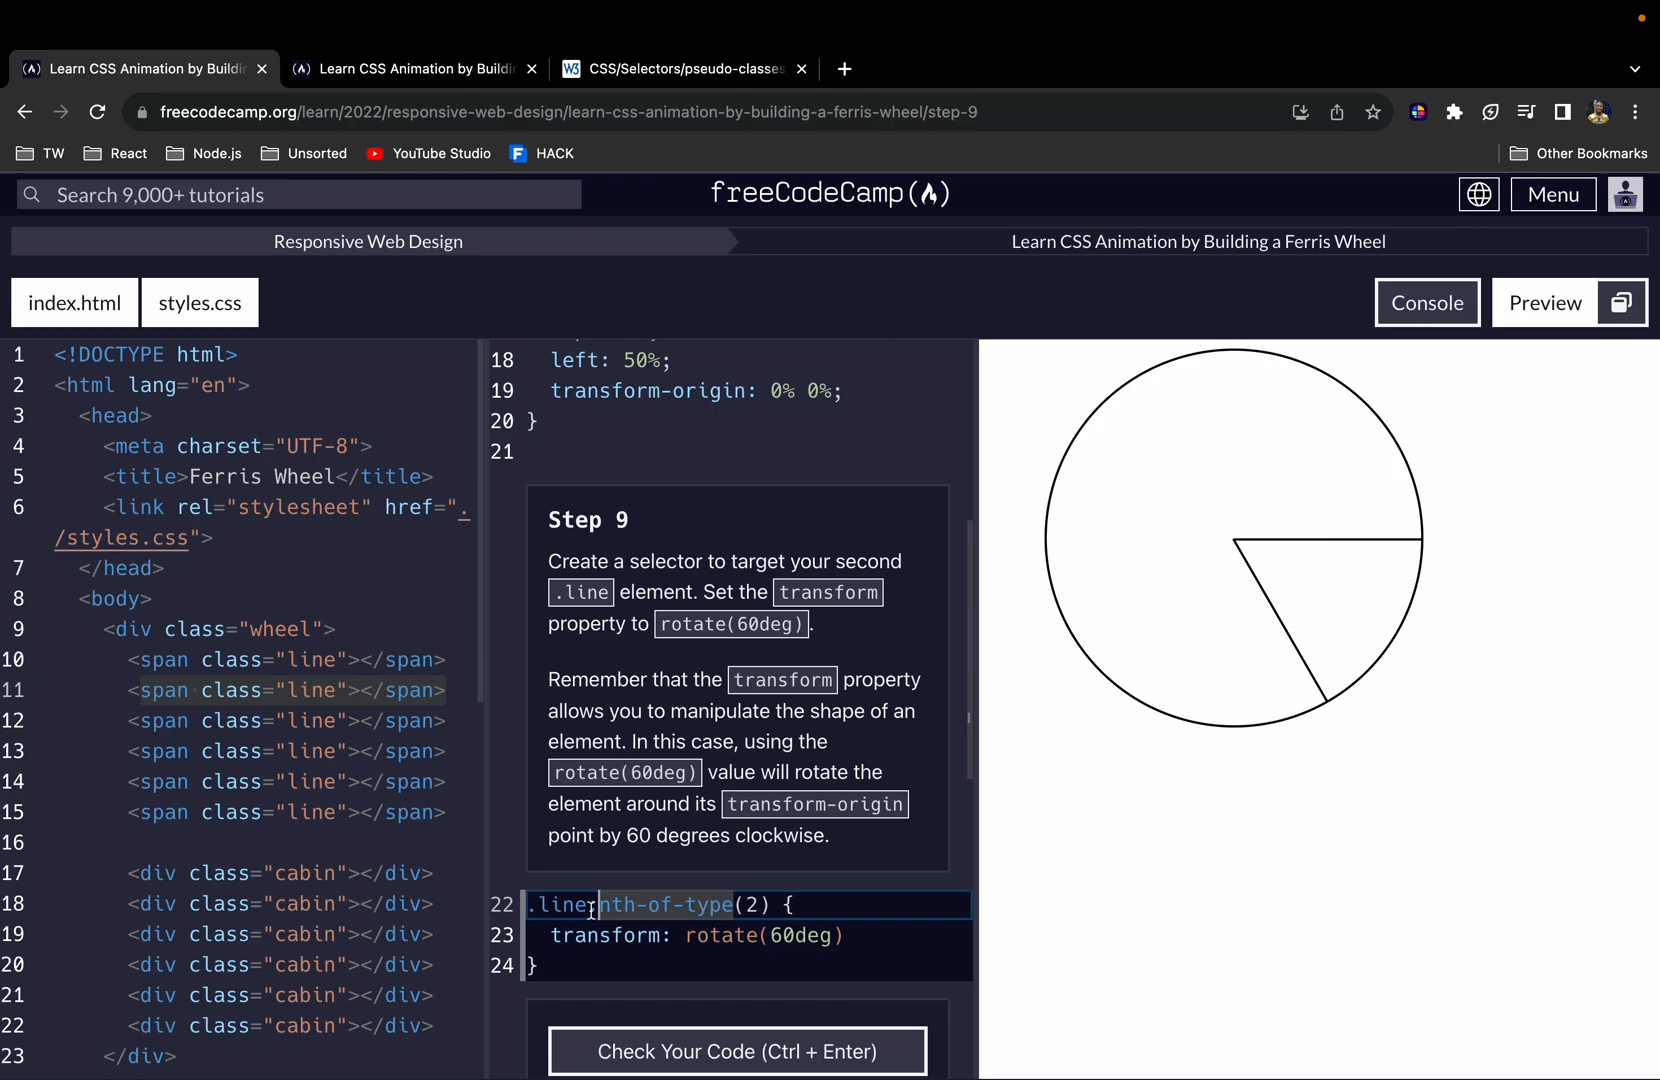 Learn CSS Animation by Buildin
Learn CSS Animation by Buildin
W3 CSS/Selectors/pseudo-classes
freecodecamp.org/learn/2022/responsive-web-design/learn-css-animation-by-building-a-ferris-wheel/step-9
TW
React
Node.js
Unsorted
YouTube Studio
HACK
Other Bookmarks
Search 9,000+ tutorials
freeCodeCamp
Menu
Responsive Web Design
Learn CSS Animation by Building a Ferris Wheel
index.html
styles.css
Console
Preview
1 <!DOCTYPE html>
2 <html lang="en">
3 <head>
4 <meta charset="UTF-8">
5 <title>Ferris Wheel</title>
6 <link rel="stylesheet" href=".
/styles.css">
7 </head>
8 <body>
9 <div class="wheel">
10 <span class="line"></span>
11 <span class="line"></span>
12 <span class="line"></span>
13 <span class="line"></span>
14 <span class="line"></span>
15 <span class="line"></span>
16
17 <div class="cabin"></div>
18 <div class="cabin"></div>
19 <div class="cabin"></div>
20 <div class="cabin"></div>
21 <div class="cabin"></div>
22 <div class="cabin"></div>
23 </div>
18 left: 50%;
19 transform-origin: 0% 0%;
20 }
21
Step 9
Create a selector to target your second
.line element. Set the transform
property to rotate(60deg).
Remember that the transform property
allows you to manipulate the shape of an
element. In this case, using the
rotate(60deg) value will rotate the
element around its transform-origin
point by 60 degrees clockwise.
22 .line:nth-of-type(2) {
23 transform: rotate(60deg)
24 }
Check Your Code (Ctrl + Enter)